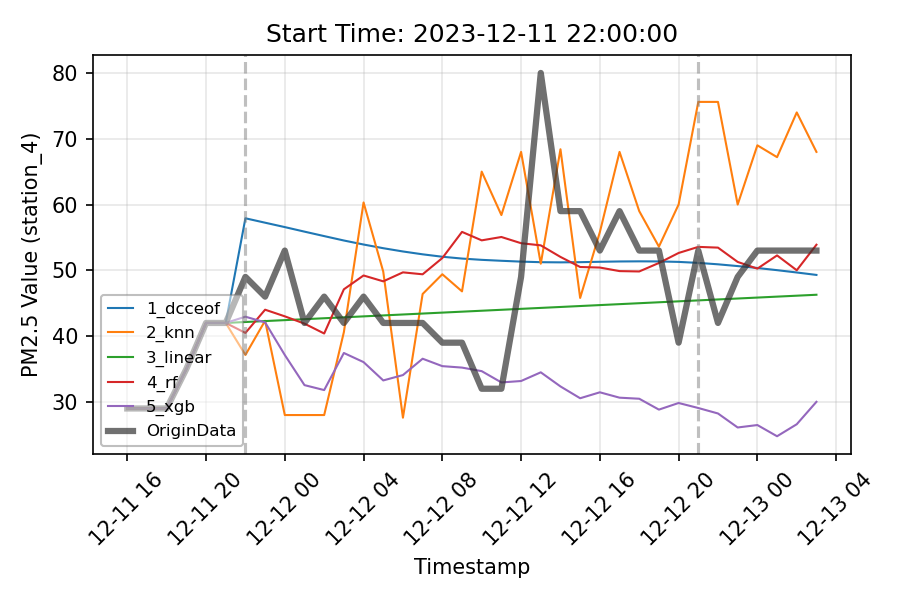 Start Time: 2023-12-11 22:00:00
PM2.5 Value (station_4)
80
70
60
50
40
30
1_dcceof
2_knn
3_linear
4_rf
5_xgb
OriginData
12-11 16
12-11 20
12-12 00
12-12 04
12-12 08
12-12 12
12-12 16
12-12 20
12-13 00
12-13 04
Timestamp